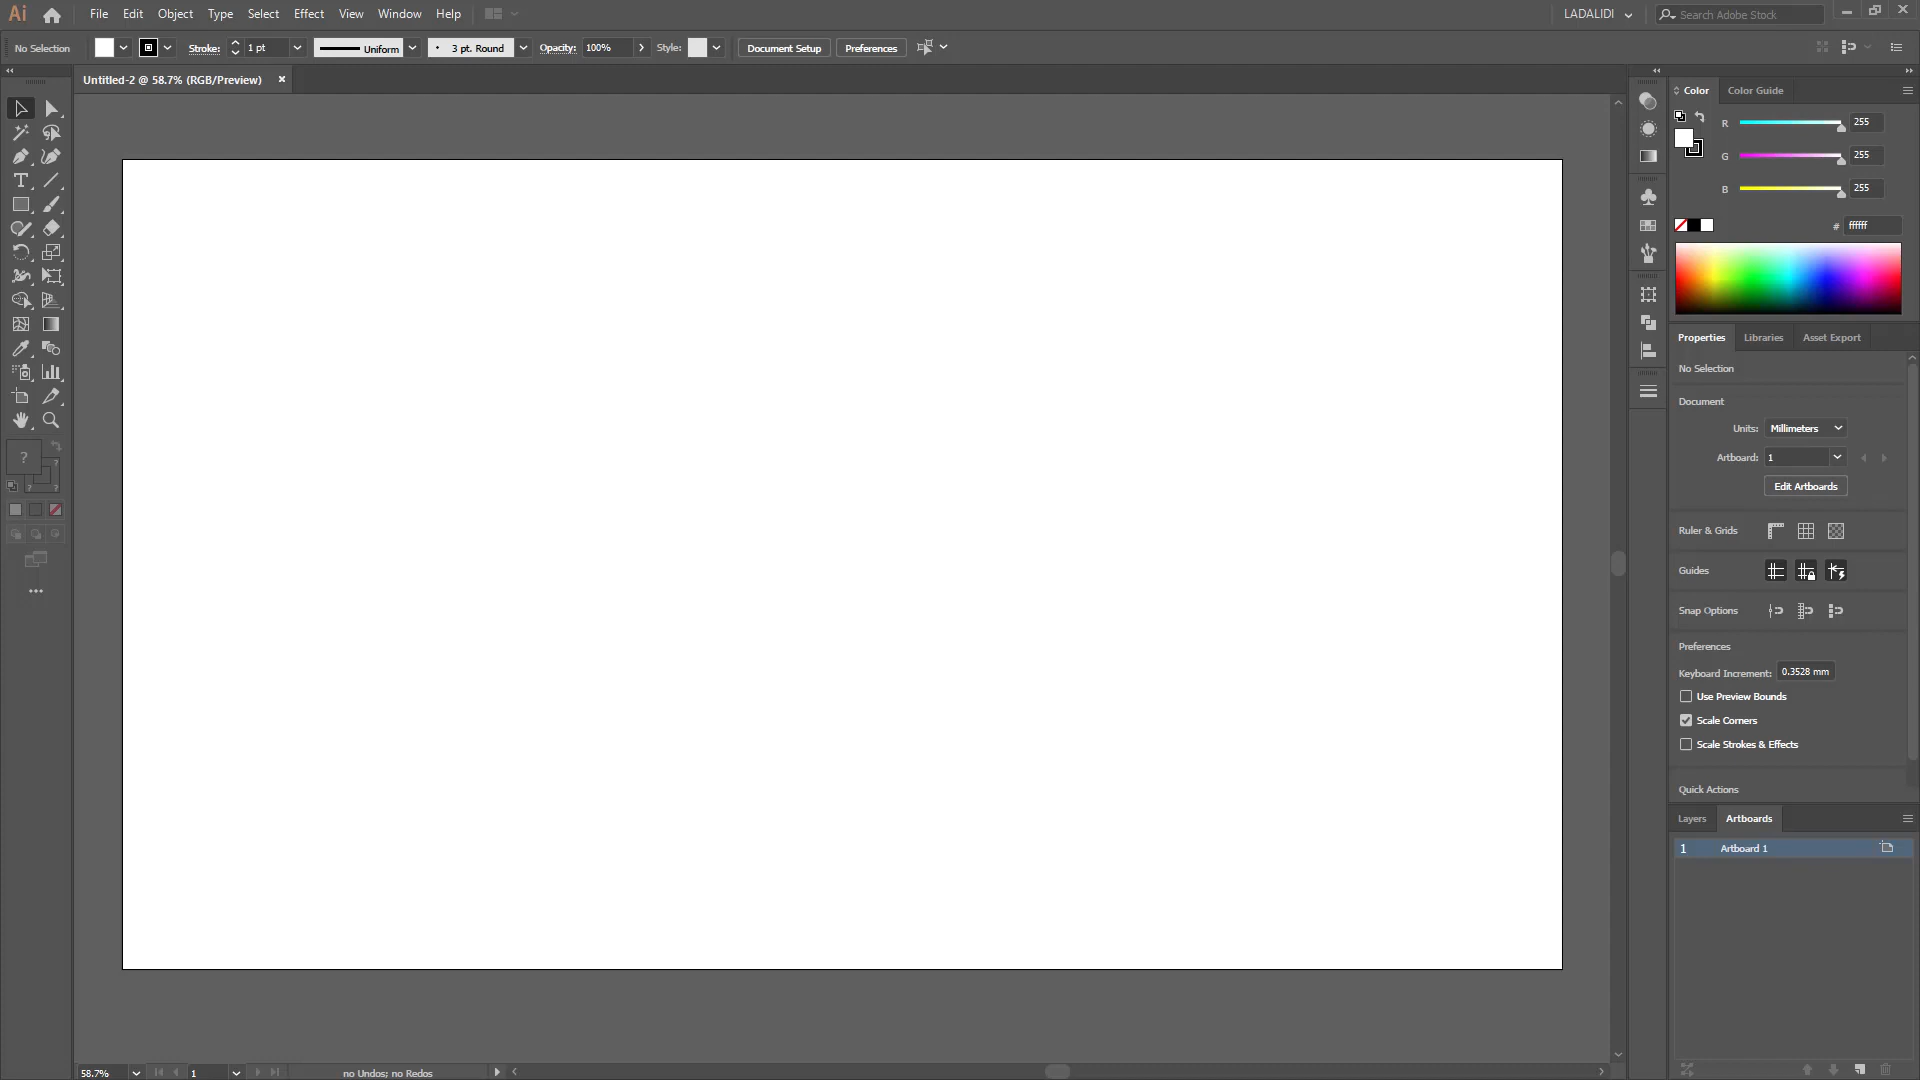 Ai File Edit Object Type Select Effect View Window Help LADALIDI Search Adobe Stock
No Selection Stroke: 1 pt Uniform 3 pt. Round Opacity: 100% Style: Document Setup Preferences
Untitled-2 @ 58.7% (RGB/Preview)
Color Color Guide
R 255
G 255
B 255
# ffffff
Properties Libraries Asset Export
No Selection
Document
Units: Millimeters
Artboard: 1
Edit Artboards
Ruler & Grids
Guides
Snap Options
Preferences
Keyboard Increment: 0.3528 mm
Use Preview Bounds
Scale Corners
Scale Strokes & Effects
Quick Actions
Layers Artboards
1 Artboard 1
? ? ? ?
58.7% 1 no Undos; no Redos